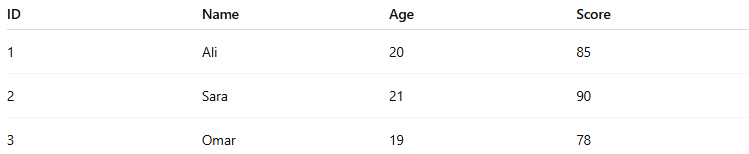 ID Name Age Score
1 Ali 20 85
2 Sara 21 90
3 Omar 19 78